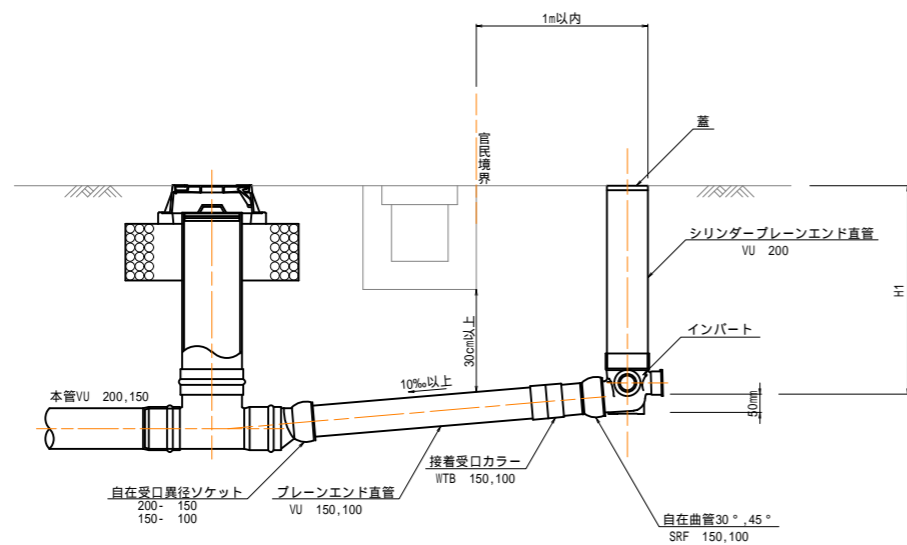 1m以内
蓋
官民境界
シリンダープレーンエンド直管
VU 200
H1
インバート
30cm以上
10‰以上
本管VU 200,150
50mm
接着受口カラー
WTB 150,100
自在受口異径ソケット
200- 150
150- 100
プレーンエンド直管
VU 150,100
自在曲管30°,45°
SRF 150,100